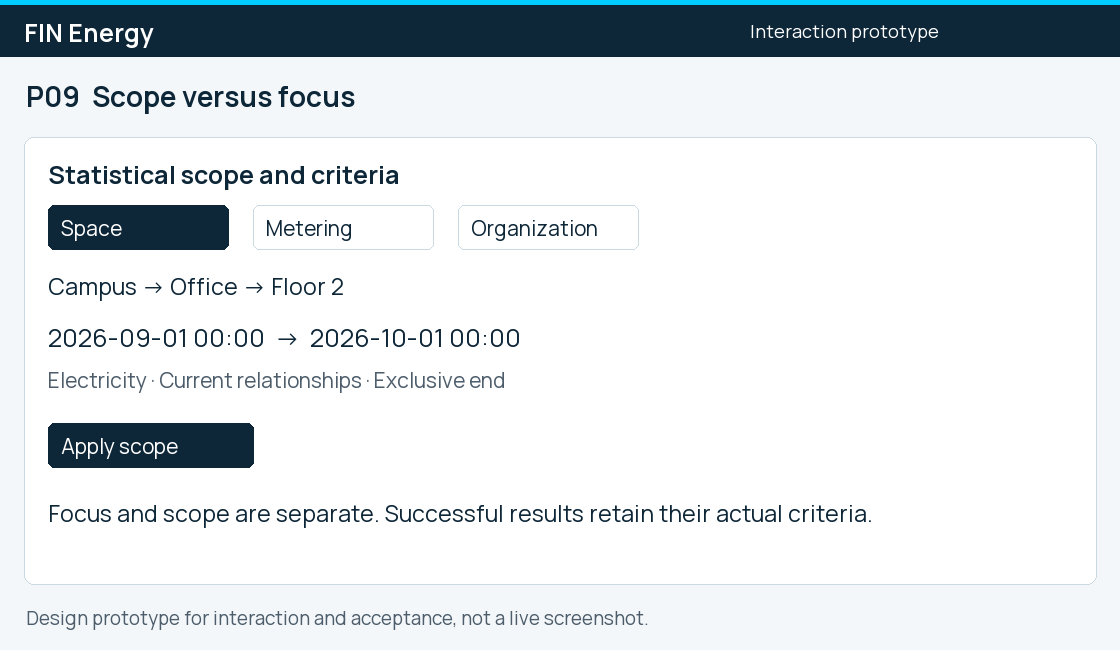 FIN Energy
Interaction prototype
P09 Scope versus focus
Statistical scope and criteria
Space
Metering
Organization
Campus → Office → Floor 2
2026-09-01 00:00 → 2026-10-01 00:00
Electricity · Current relationships · Exclusive end
Apply scope
Focus and scope are separate. Successful results retain their actual criteria.
Design prototype for interaction and acceptance, not a live screenshot.